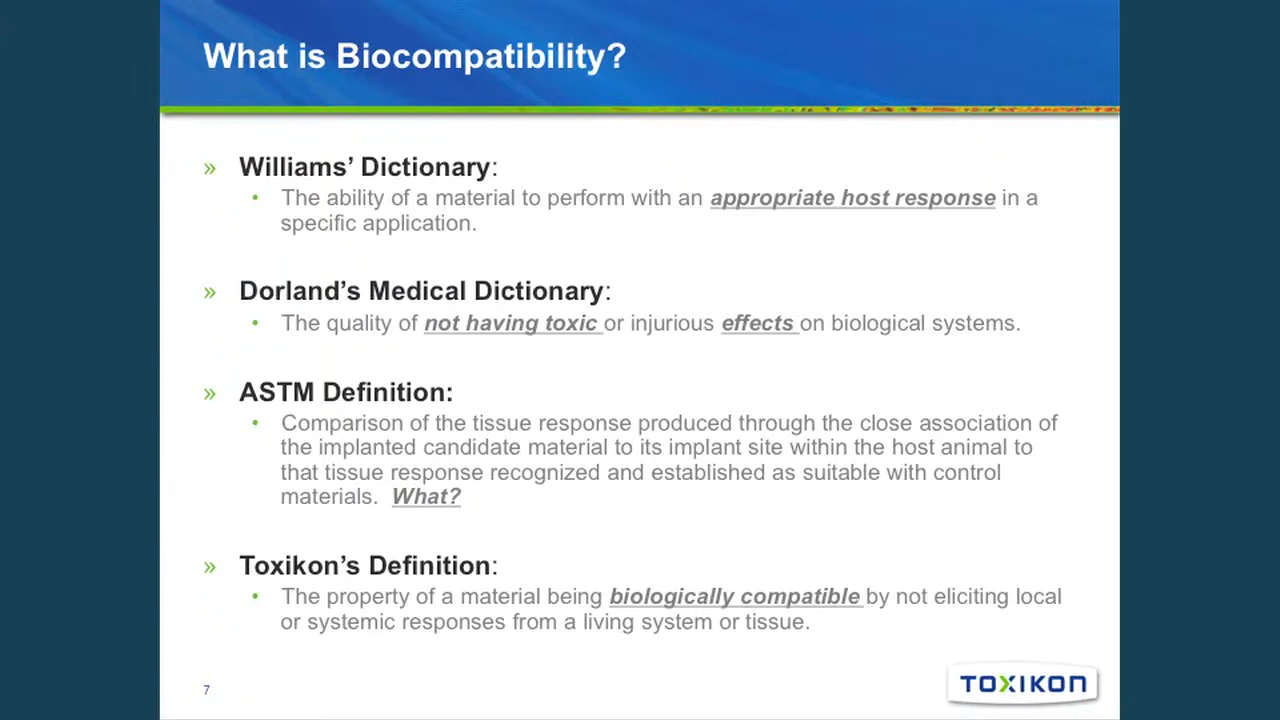 What is Biocompatibility?
» Williams’ Dictionary:
• The ability of a material to perform with an appropriate host response in a
specific application.
» Dorland’s Medical Dictionary:
• The quality of not having toxic or injurious effects on biological systems.
» ASTM Definition:
• Comparison of the tissue response produced through the close association of
the implanted candidate material to its implant site within the host animal to
that tissue response recognized and established as suitable with control
materials. What?
» Toxikon’s Definition:
• The property of a material being biologically compatible by not eliciting local
or systemic responses from a living system or tissue.
7
TOXIKON